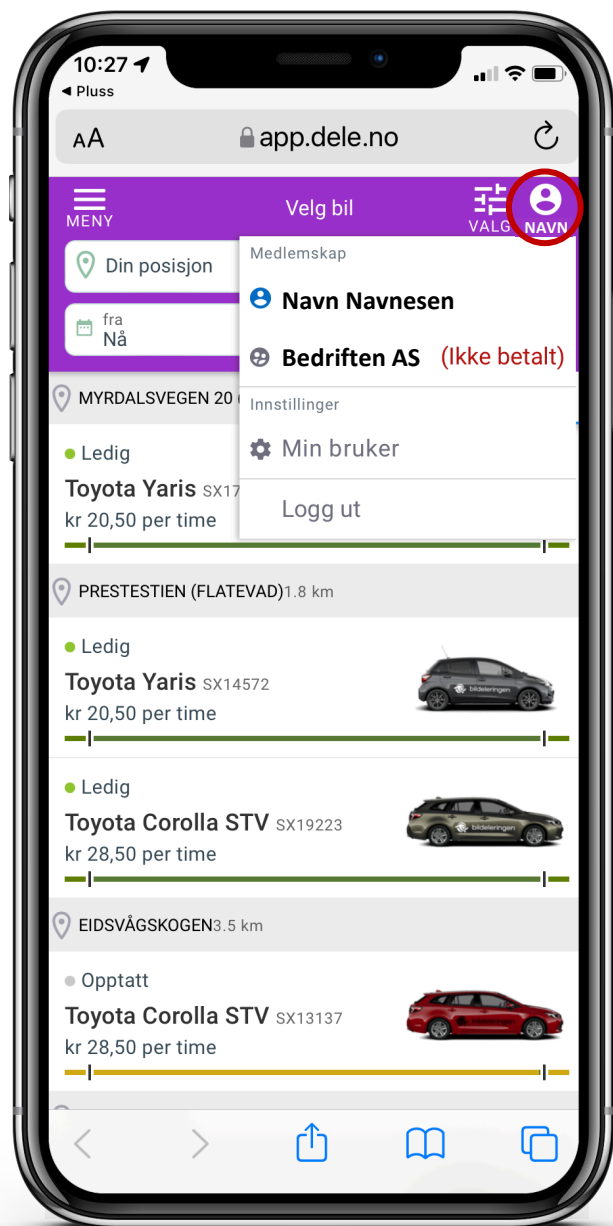 10:27
◀ Pluss
AA app.dele.no
MENY
Velg bil
VALG
NAVN
Din posisjon
fra
Nå
Medlemskap
Navn Navnesen
Bedriften AS (Ikke betalt)
Innstillinger
Min bruker
Logg ut
MYRDALSVEGEN 20
Ledig
Toyota Yaris SX17
kr 20,50 per time
PRESTESTIEN (FLATEVAD)1.8 km
Ledig
Toyota Yaris SX14572
kr 20,50 per time
bildeleringen
Ledig
Toyota Corolla STV SX19223
kr 28,50 per time
bildeleringen
EIDSVÅGSKOGEN3.5 km
Opptatt
Toyota Corolla STV SX13137
kr 28,50 per time